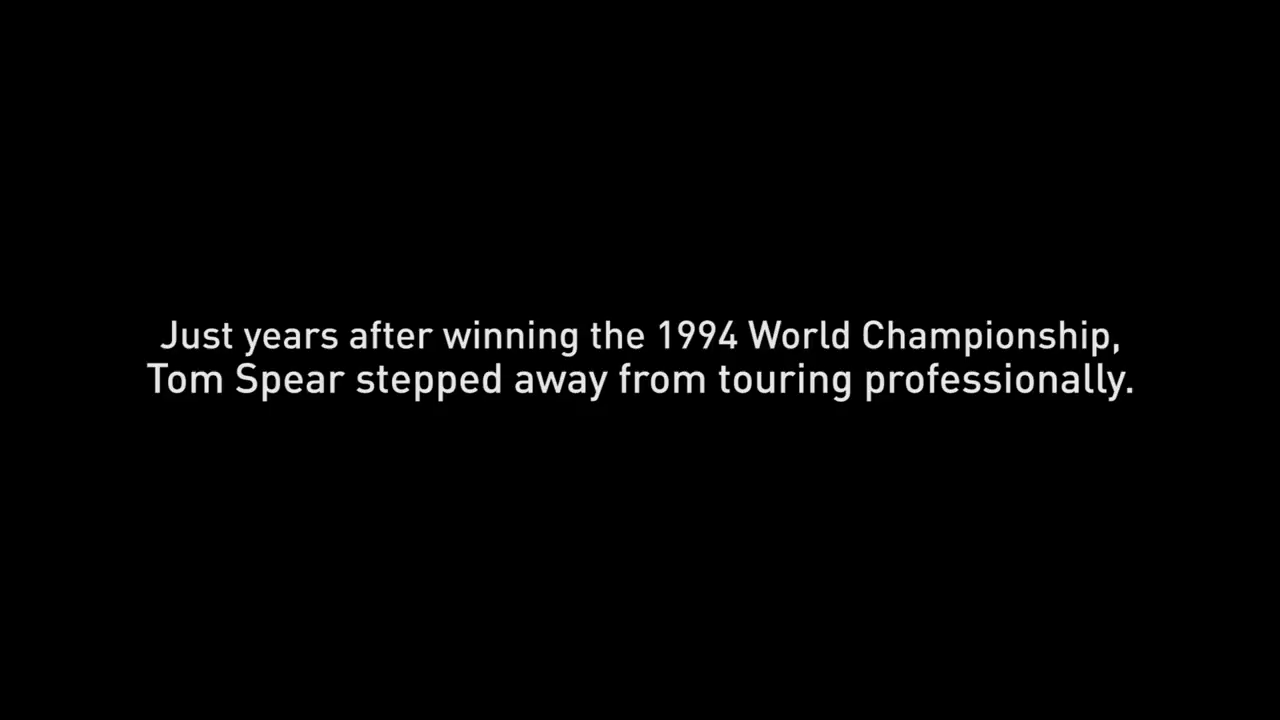 Just years after winning the 1994 World Championship,
Tom Spear stepped away from touring professionally.